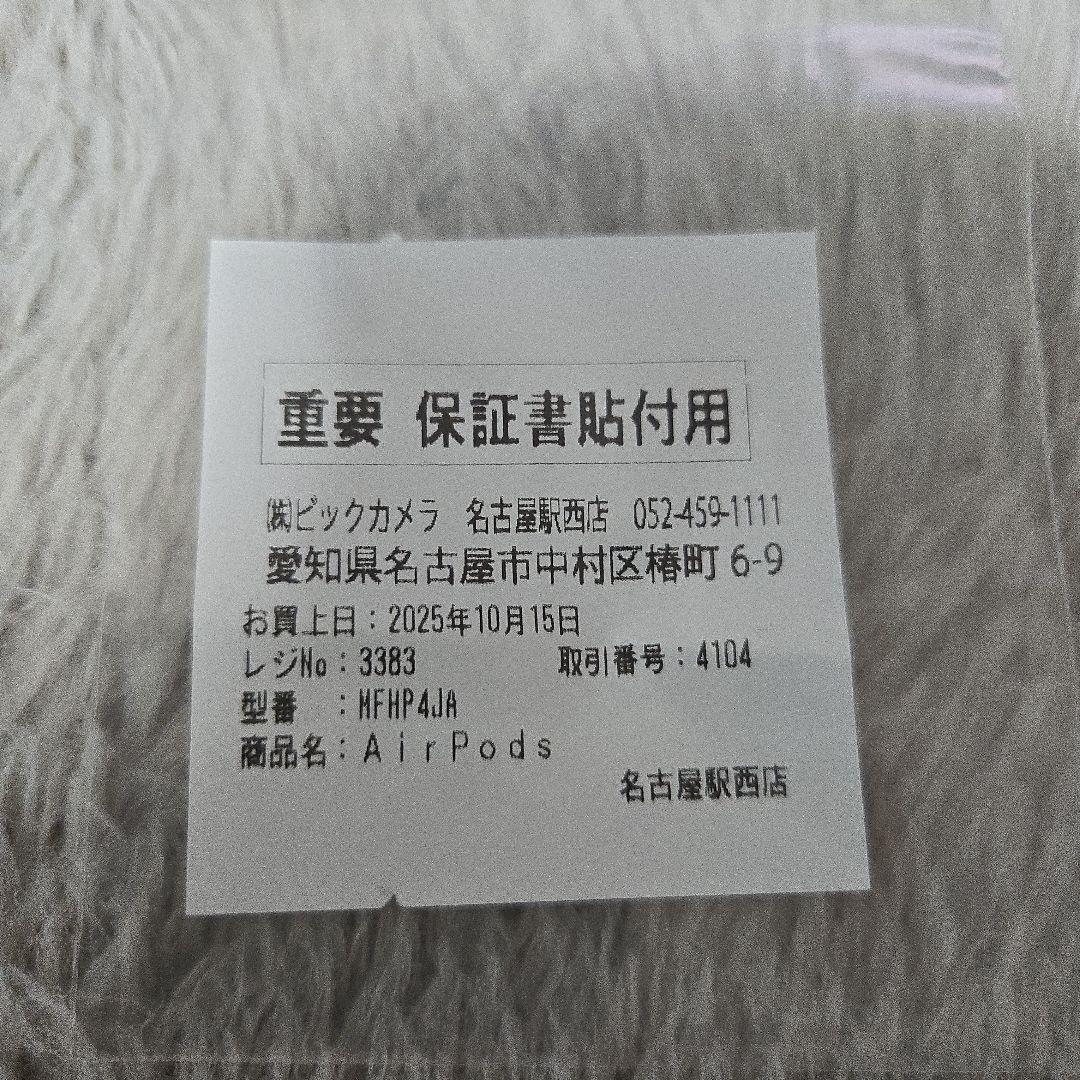 重要 保証書貼付用
㈱ビックカメラ 名古屋駅西店 052-459-1111
愛知県名古屋市中村区椿町6-9
お買上日：2025年10月15日
レジNo：3383 取引番号：4104
型番 ：MFHP4JA
商品名：ＡｉｒＰｏｄｓ
名古屋駅西店